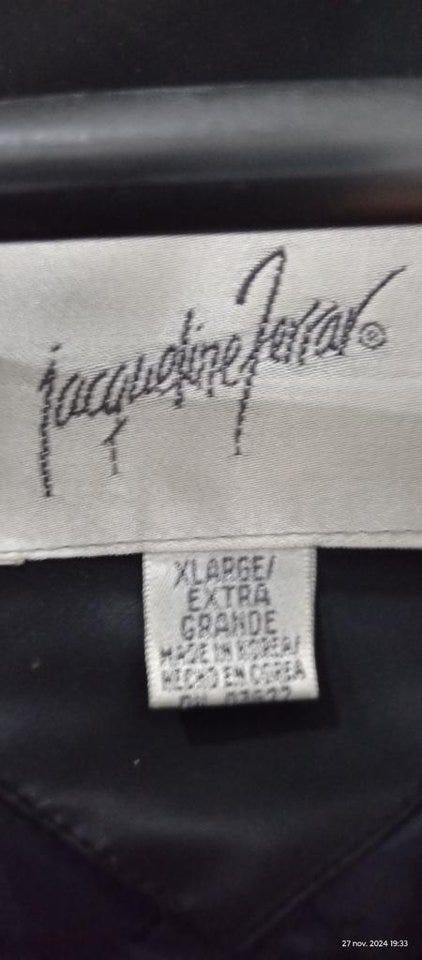 jacqueline Ferrar®
XLARGE/
EXTRA
GRANDE
MADE IN KOREA/
HECHO EN COREA
27 nov. 2024 19:33